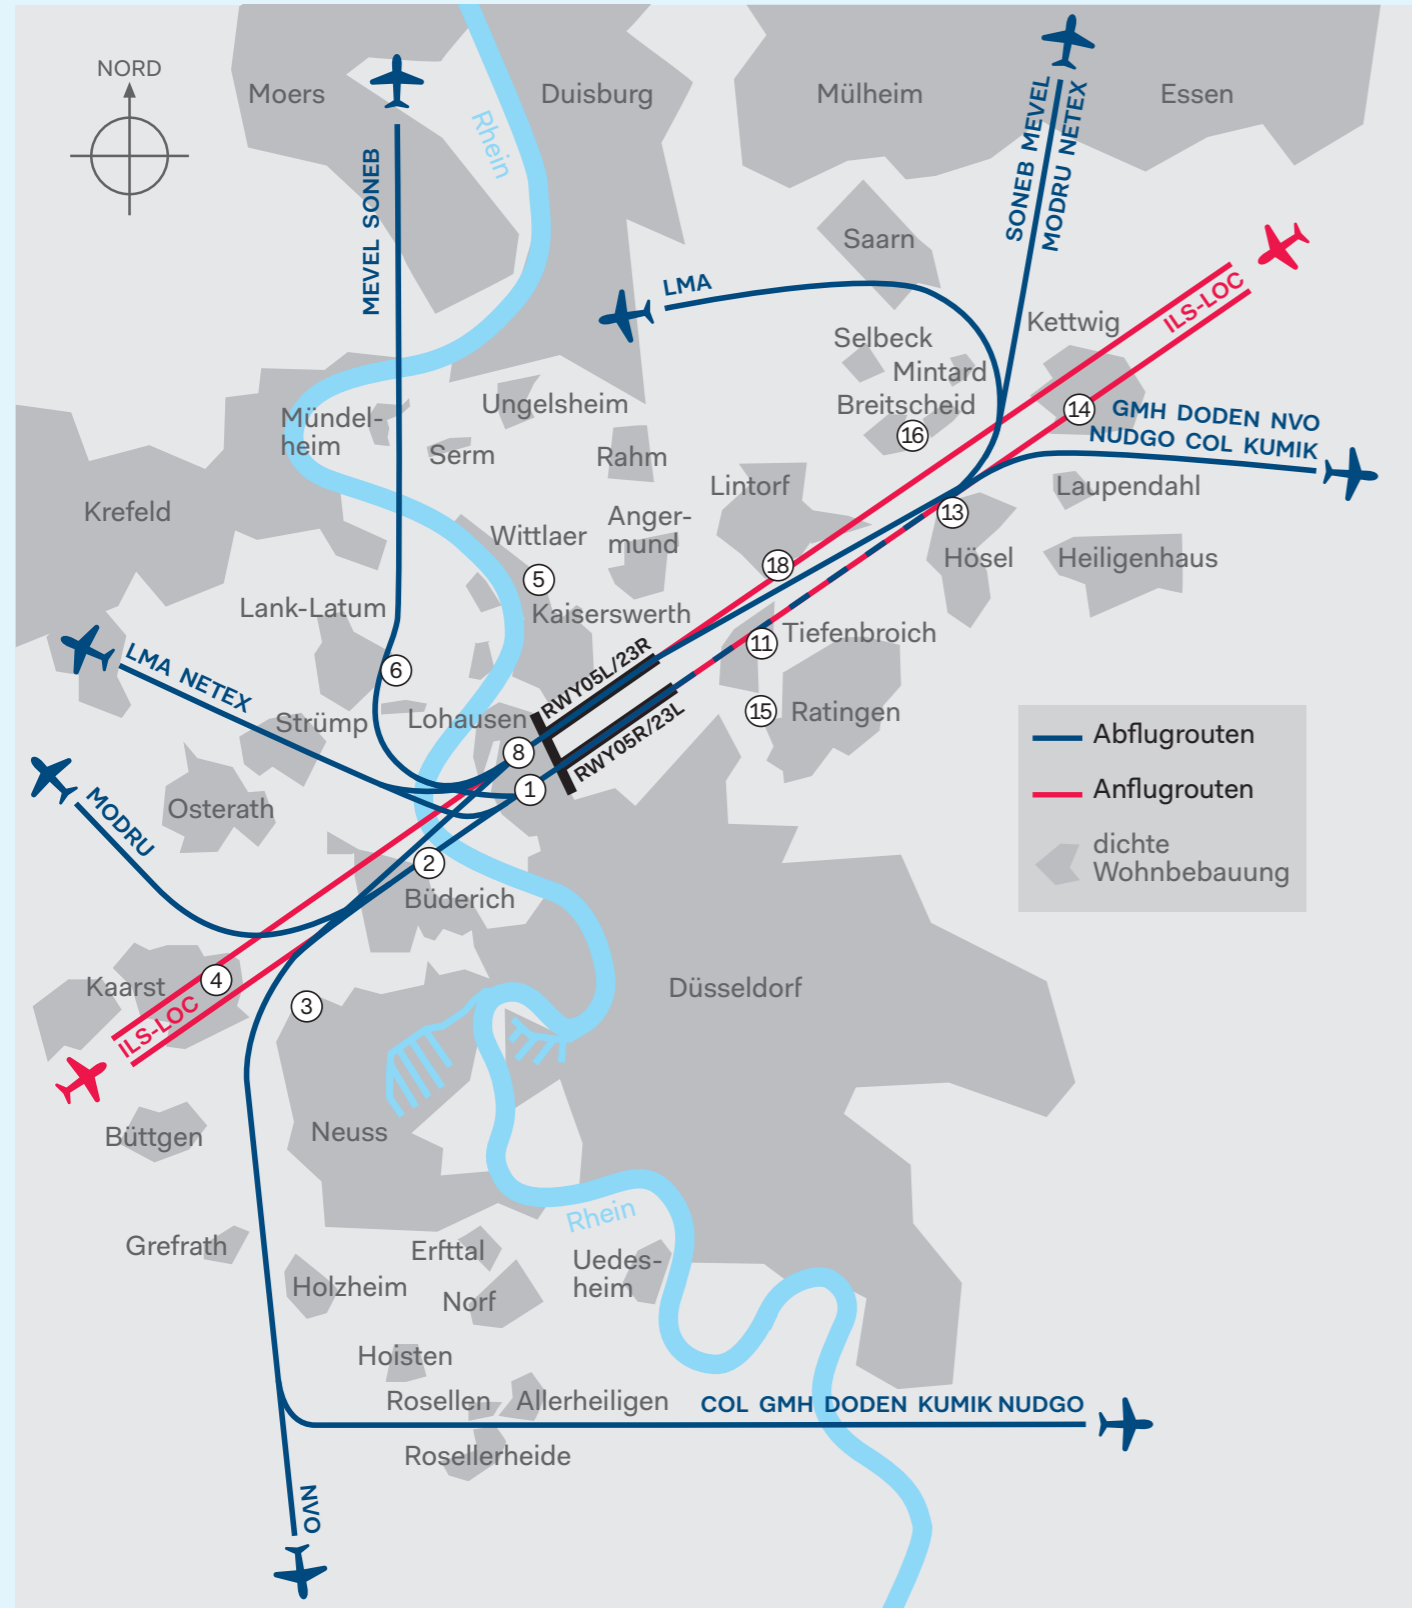 NORD
Moers
Duisburg
Mülheim
Essen
Rhein
MEVEL SONEB
SONEB MEVEL
MODRU NETEX
Saarn
LMA
ILS-LOC
Kettwig
Selbeck
Mintard
Breitscheid
16
14
GMH DODEN NVO
NUDGO COL KUMIK
Mündel-
heim
Ungelsheim
Serm
Rahm
Lintorf
Laupendahl
Krefeld
Wittlaer
Anger-
mund
13
Hösel
Heiligenhaus
18
5
Lank-Latum
Kaiserswerth
11
Tiefenbroich
LMA NETEX
6
RWY05L/23R
RWY05R/23L
Strümp
Lohausen
15
Ratingen
8
1
Abflugrouten
Anflugrouten
dichte
Wohnbebauung
MODRU
Osterath
2
Büderich
Kaarst
4
3
ILS-LOC
Düsseldorf
Büttgen
Neuss
Rhein
Grefrath
Erfttal
Uedes-
heim
Holzheim
Norf
Hoisten
Rosellen
Allerheiligen
COL GMH DODEN KUMIK NUDGO
Rosellerheide
NVO